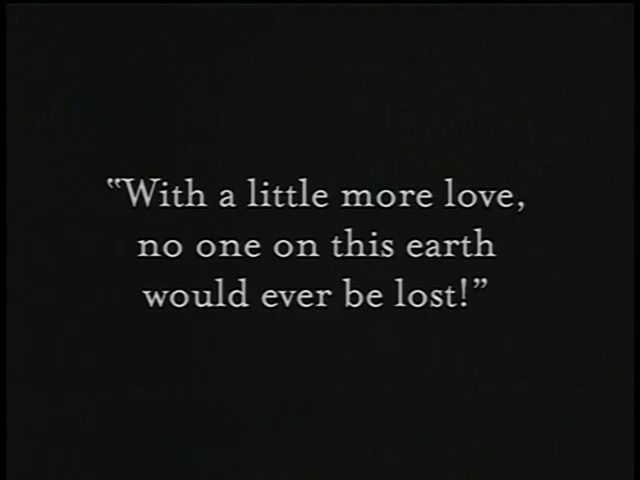 “With a little more love,
no one on this earth
would ever be lost!”